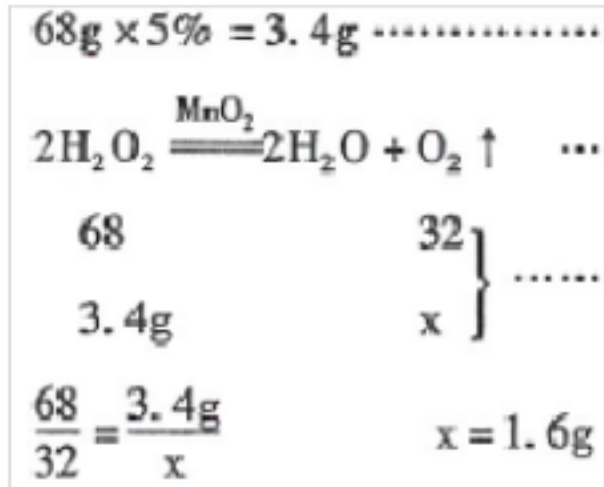 68g ×5% = 3. 4g ················
MnO₂
2H₂O₂ ═══ 2H₂O + O₂ ↑ ···
68 32
3. 4g x } ······
68/32 = 3. 4g/x x = 1. 6g